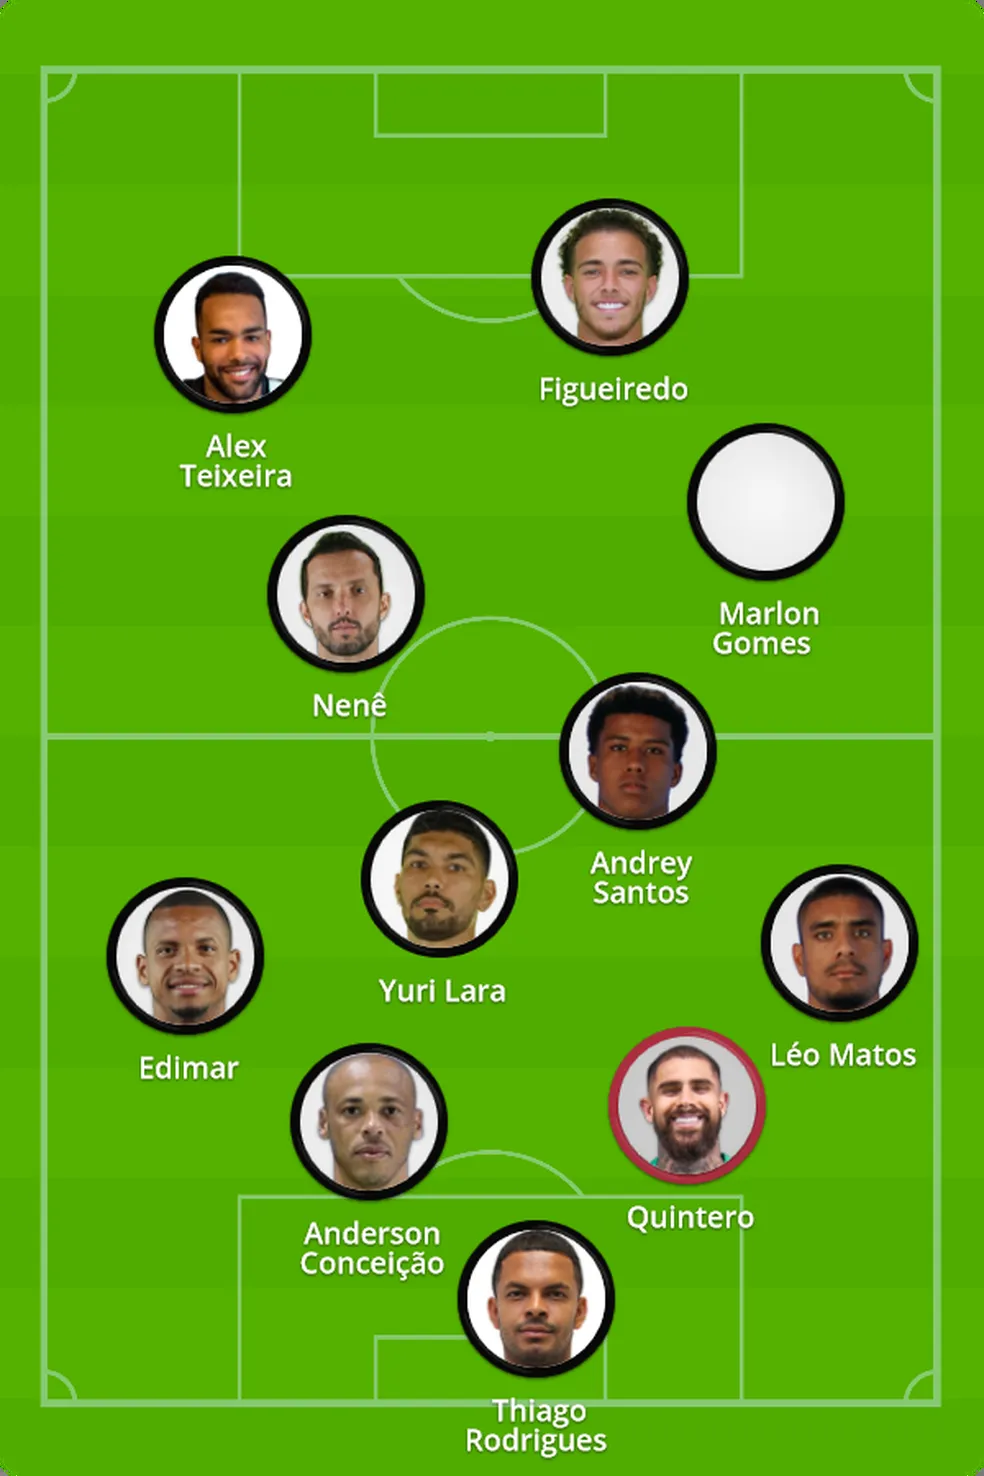 Figueiredo
Alex
Teixeira
Marlon
Gomes
Nenê
Andrey
Santos
Yuri Lara
Léo Matos
Edimar
Quintero
Anderson
Conceição
Thiago
Rodrigues